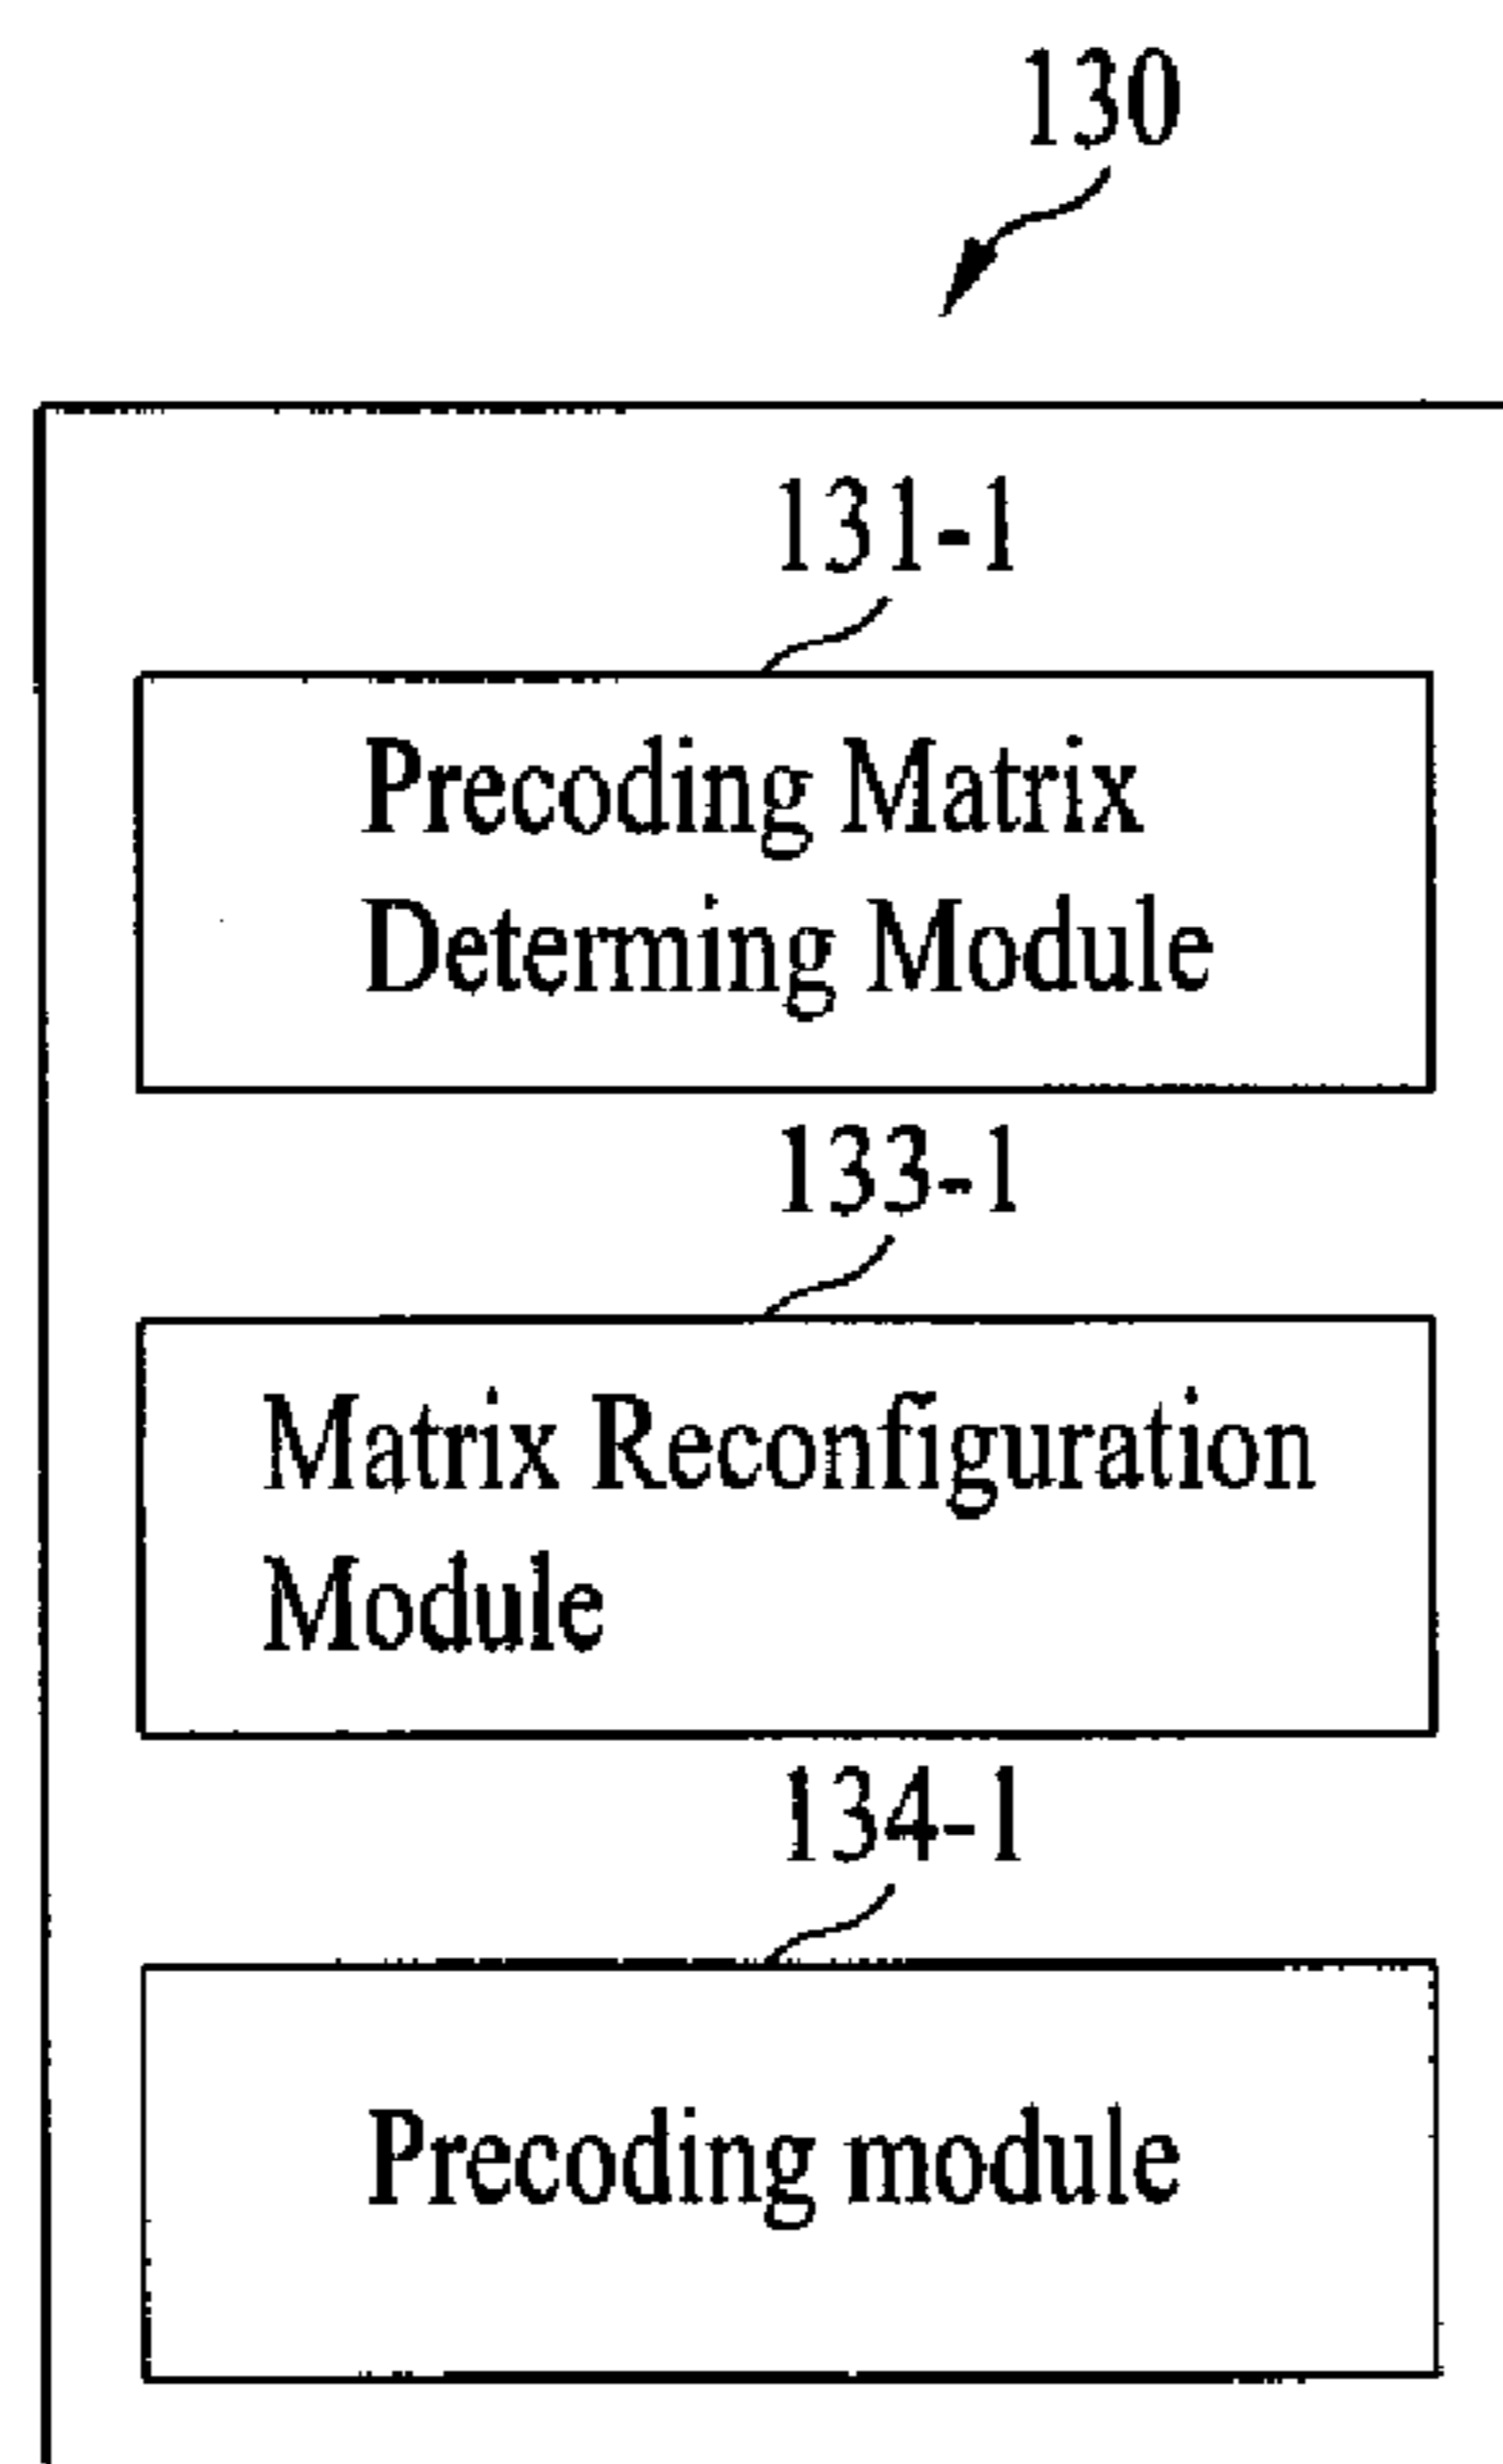 130
131-1
Precoding Matrix
Determing Module
133-1
Matrix Reconfiguration
Module
134-1
Precoding module